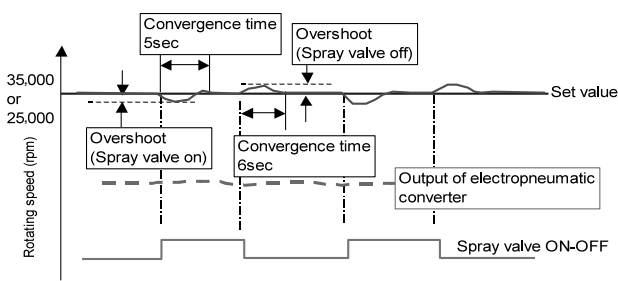 Convergence time
5sec
Overshoot
(Spray valve off)
35,000
or
25,000
Set value
Overshoot
(Spray valve on)
Convergence time
6sec
Rotating speed (rpm)
Output of electropneumatic
converter
Spray valve ON-OFF